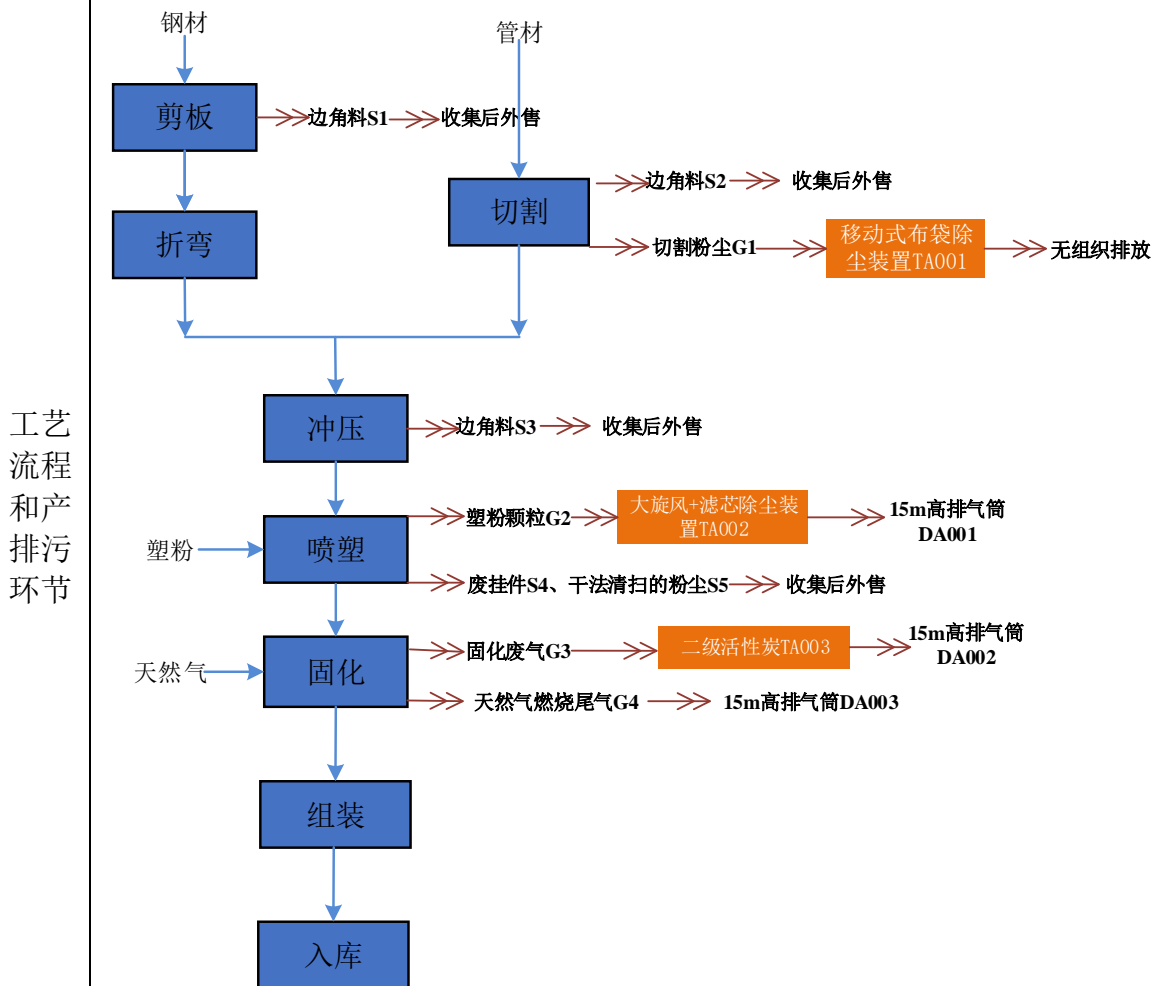 钢材
管材
剪板
边角料S1
收集后外售
折弯
切割
边角料S2
收集后外售
切割粉尘G1
移动式布袋除
尘装置TA001
无组织排放
工艺
流程
和产
排污
环节
冲压
边角料S3
收集后外售
塑粉
喷塑
塑粉颗粒G2
大旋风+滤芯除尘装
置TA002
15m高排气筒
DA001
废挂件S4、干法清扫的粉尘S5
收集后外售
天然气
固化
固化废气G3
二级活性炭TA003
15m高排气筒
DA002
天然气燃烧尾气G4
15m高排气筒DA003
组装
入库